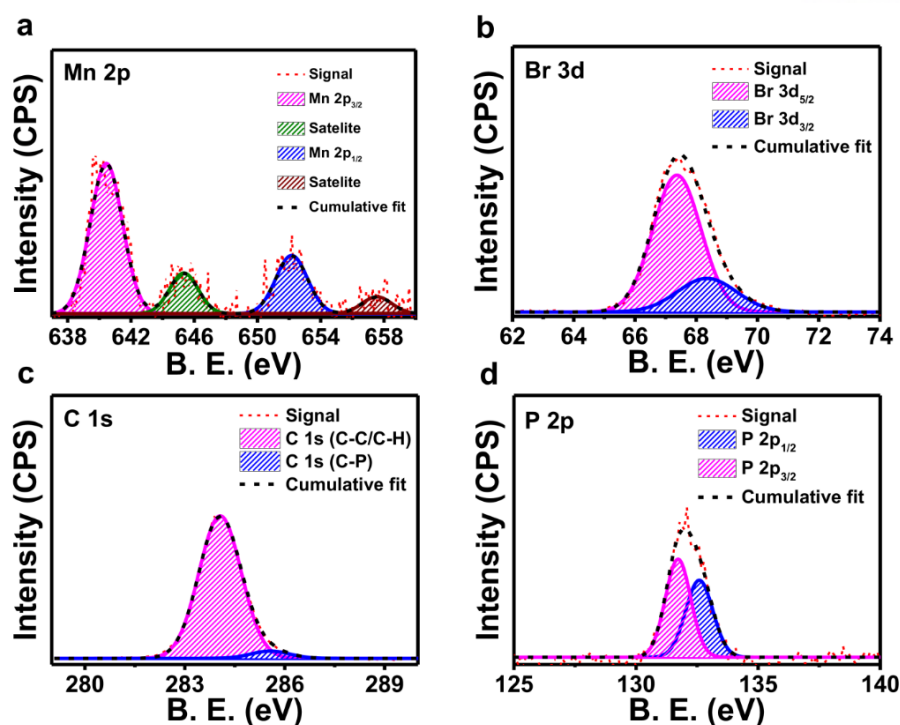 a
Mn 2p
Signal
Mn 2p3/2
Satelite
Mn 2p1/2
Satelite
Cumulative fit
Intensity (CPS)
638 642 646 650 654 658
B. E. (eV)
b
Br 3d
Signal
Br 3d5/2
Br 3d3/2
Cumulative fit
Intensity (CPS)
62 64 66 68 70 72 74
B. E. (eV)
c
C 1s
Signal
C 1s (C-C/C-H)
C 1s (C-P)
Cumulative fit
Intensity (CPS)
280 283 286 289
B. E. (eV)
d
P 2p
Signal
P 2p1/2
P 2p3/2
Cumulative fit
Intensity (CPS)
125 130 135 140
B. E. (eV)